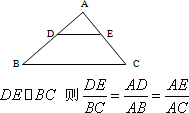 A
D
E
B
C
DE▯BC 则 DE/BC = AD/AB = AE/AC